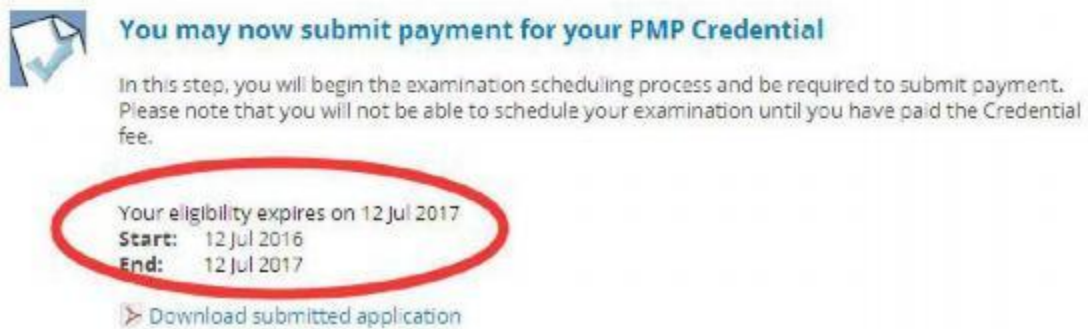 You may now submit payment for your PMP Credential
In this step, you will begin the examination scheduling process and be required to submit payment.
Please note that you will not be able to schedule your examination until you have paid the Credential
fee.
Your eligibility expires on 12 Jul 2017
Start: 12 Jul 2016
End: 12 Jul 2017
Download submitted application